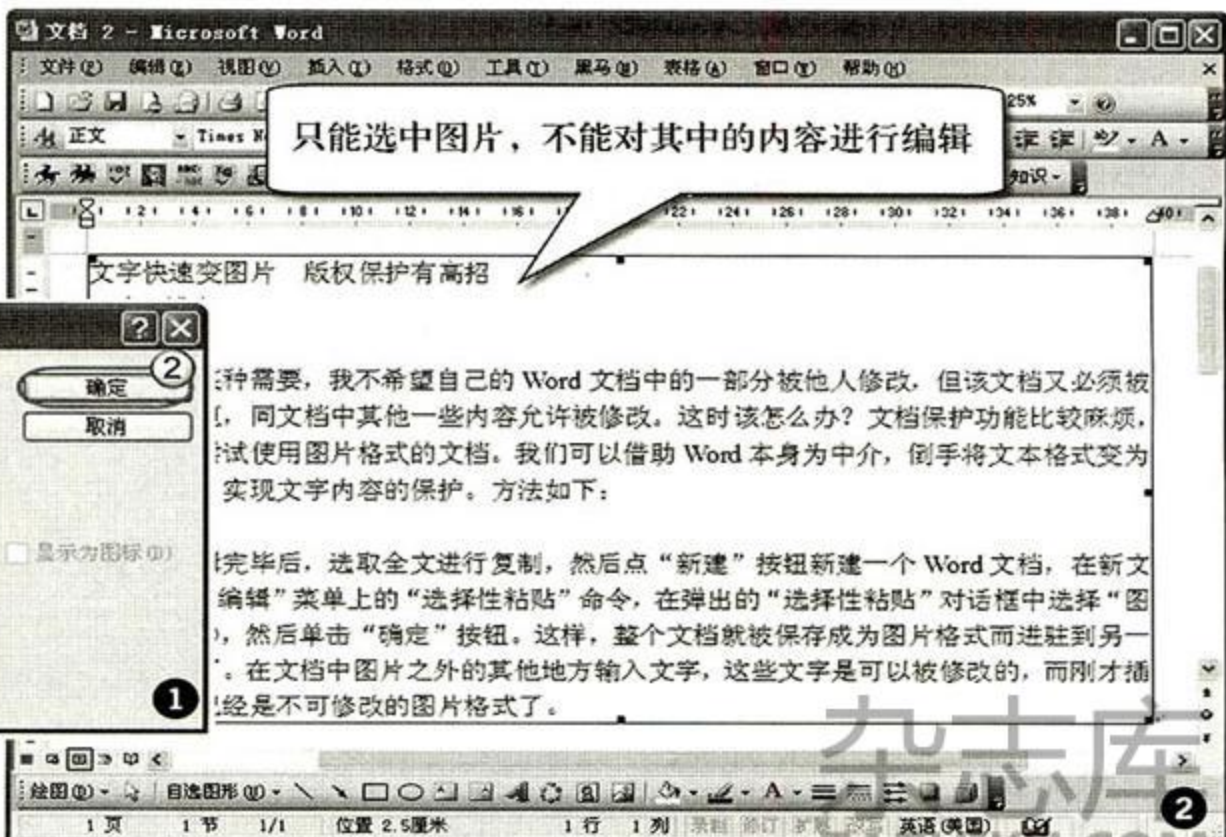 文档 2 - Microsoft Word
文件(F) 编辑(E) 视图(V) 插入(I) 格式(O) 工具(T) 黑马(H) 表格(A) 窗口(W) 帮助(H)
25%
正文 Times N
只能选中图片，不能对其中的内容进行编辑
知识
文字快速变图片 版权保护有高招
确定
取消
显示为图标(D)
种需要，我不希望自己的 Word 文档中的一部分被他人修改，但该文档又必须被
，同文档中其他一些内容允许被修改。这时该怎么办？文档保护功能比较麻烦，
试使用图片格式的文档。我们可以借助 Word 本身为中介，倒手将文本格式变为
实现文字内容的保护。方法如下：
完毕后，选取全文进行复制，然后点“新建”按钮新建一个 Word 文档，在新文
编辑”菜单上的“选择性粘贴”命令，在弹出的“选择性粘贴”对话框中选择“图
，然后单击“确定”按钮。这样，整个文档就被保存成为图片格式而进驻到另一
。在文档中图片之外的其他地方输入文字，这些文字是可以被修改的，而刚才插
经是不可修改的图片格式了。
②
❶
杂志库
绘图(D) 自选图形(U)
❷
1 页 1 节 1/1 位置 2.5厘米 1 行 1 列 录制 修订 扩展 改写 英语(美国)